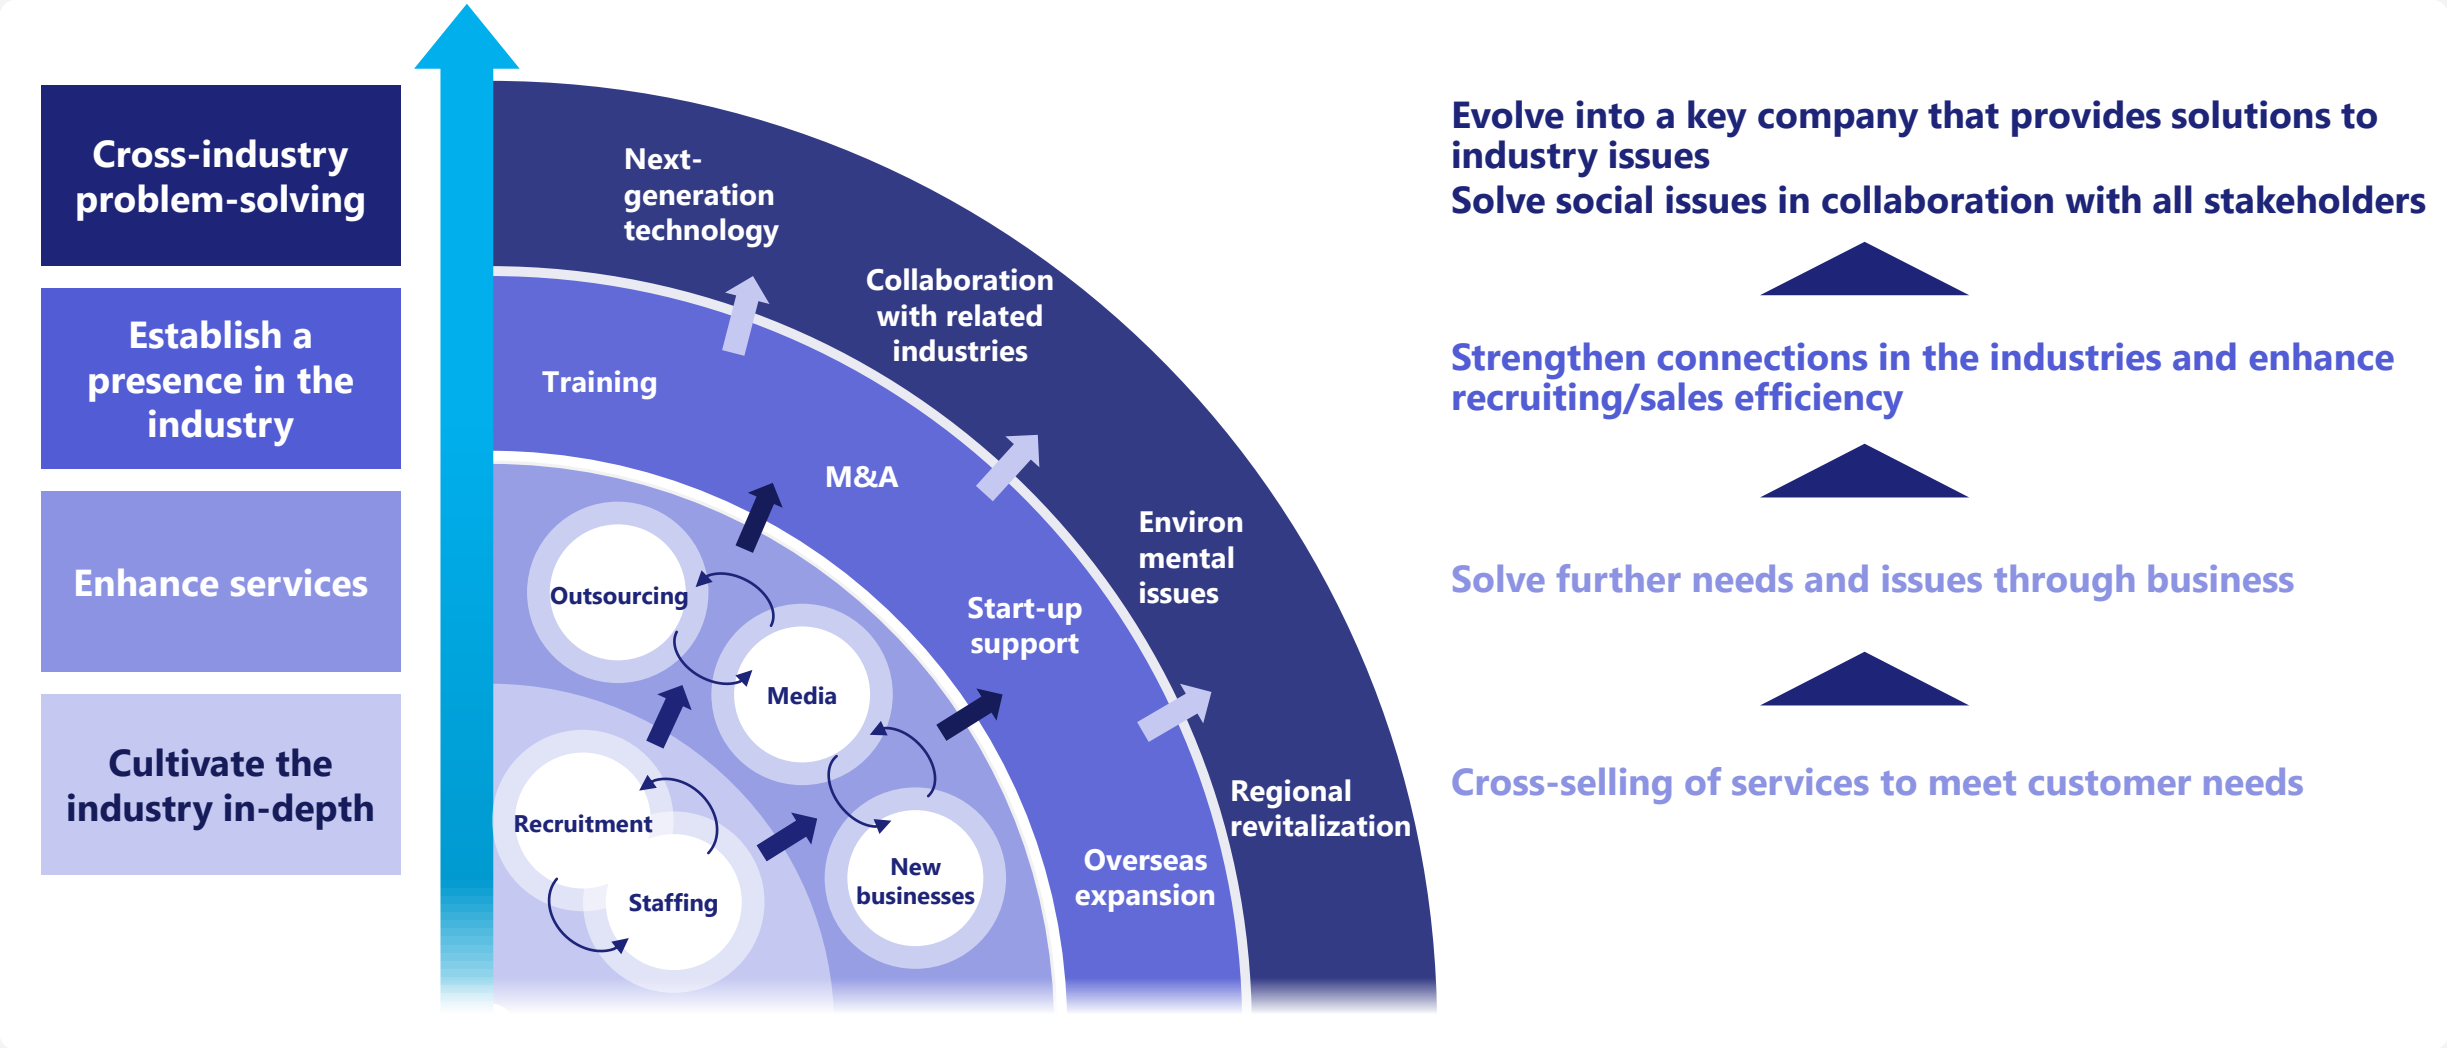 Cross-industry
problem-solving
Establish a
presence in the
industry
Enhance services
Cultivate the
industry in-depth
Next-
generation
technology
Collaboration
with related
industries
Environ
mental
issues
Regional
revitalization
Training
M&A
Start-up
support
Overseas
expansion
Outsourcing
Media
New
businesses
Recruitment
Staffing
Evolve into a key company that provides solutions to
industry issues
Solve social issues in collaboration with all stakeholders
Strengthen connections in the industries and enhance
recruiting/sales efficiency
Solve further needs and issues through business
Cross-selling of services to meet customer needs